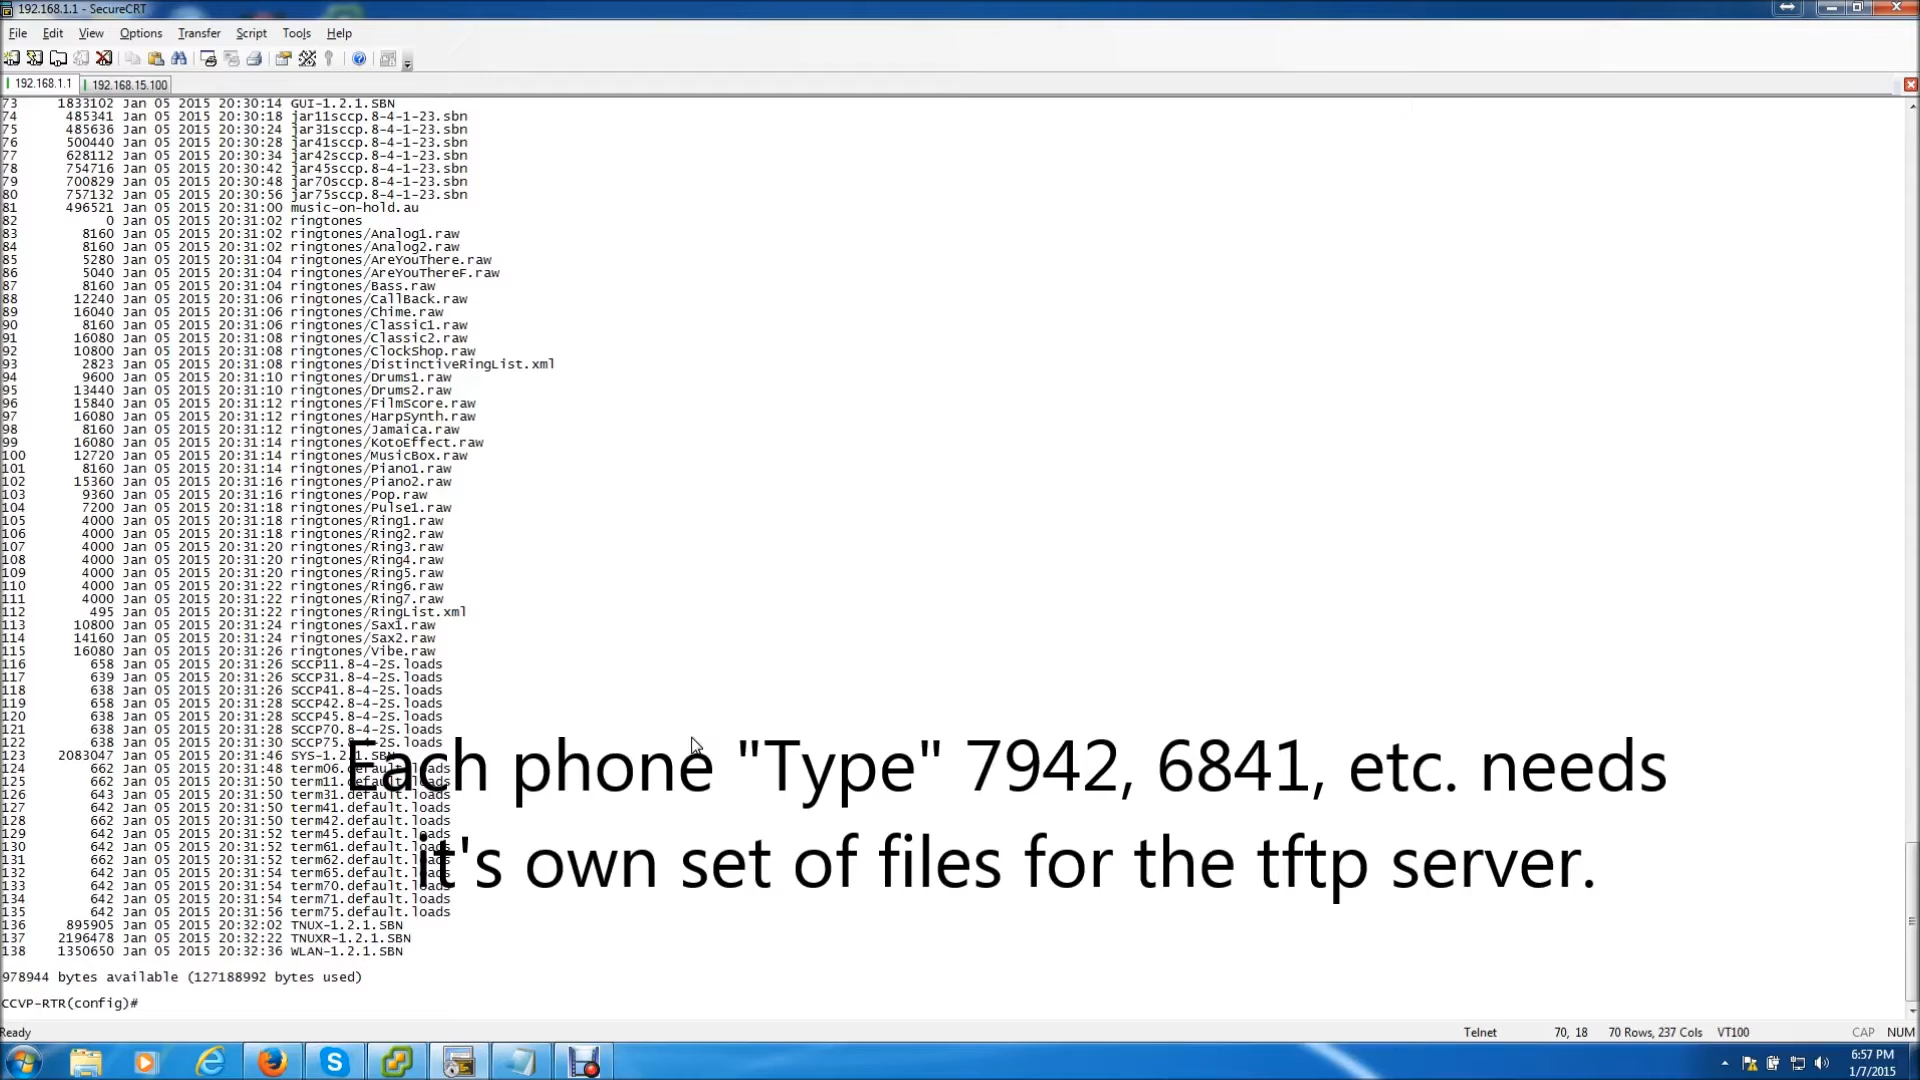 192.168.1.1 - SecureCRT
File Edit View Options Transfer Script Tools Help
192.168.1.1 192.168.15.100
73 1833102 Jan 05 2015 20:30:14 GUI-1.2.1.SBN
74 485341 Jan 05 2015 20:30:18 jar11sccp.8-4-1-23.sbn
75 485636 Jan 05 2015 20:30:24 jar31sccp.8-4-1-23.sbn
76 500440 Jan 05 2015 20:30:28 jar41sccp.8-4-1-23.sbn
77 628112 Jan 05 2015 20:30:34 jar42sccp.8-4-1-23.sbn
78 754716 Jan 05 2015 20:30:42 jar45sccp.8-4-1-23.sbn
79 700829 Jan 05 2015 20:30:48 jar70sccp.8-4-1-23.sbn
80 757132 Jan 05 2015 20:30:56 jar75sccp.8-4-1-23.sbn
81 496521 Jan 05 2015 20:31:00 music-on-hold.au
82 0 Jan 05 2015 20:31:02 ringtones
83 8160 Jan 05 2015 20:31:02 ringtones/Analog1.raw
84 8160 Jan 05 2015 20:31:02 ringtones/Analog2.raw
85 5280 Jan 05 2015 20:31:04 ringtones/AreYouThere.raw
86 5040 Jan 05 2015 20:31:04 ringtones/AreYouThereF.raw
87 8160 Jan 05 2015 20:31:04 ringtones/Bass.raw
88 12240 Jan 05 2015 20:31:06 ringtones/CallBack.raw
89 16040 Jan 05 2015 20:31:06 ringtones/Chime.raw
90 8160 Jan 05 2015 20:31:06 ringtones/Classic1.raw
91 16080 Jan 05 2015 20:31:08 ringtones/Classic2.raw
92 10800 Jan 05 2015 20:31:08 ringtones/ClockShop.raw
93 2823 Jan 05 2015 20:31:08 ringtones/DistinctiveRingList.xml
94 9600 Jan 05 2015 20:31:10 ringtones/Drums1.raw
95 13440 Jan 05 2015 20:31:10 ringtones/Drums2.raw
96 15840 Jan 05 2015 20:31:12 ringtones/FilmScore.raw
97 16080 Jan 05 2015 20:31:12 ringtones/HarpSynth.raw
98 8160 Jan 05 2015 20:31:12 ringtones/Jamaica.raw
99 16080 Jan 05 2015 20:31:14 ringtones/KotoEffect.raw
100 12720 Jan 05 2015 20:31:14 ringtones/MusicBox.raw
101 8160 Jan 05 2015 20:31:14 ringtones/Piano1.raw
102 15360 Jan 05 2015 20:31:16 ringtones/Piano2.raw
103 9360 Jan 05 2015 20:31:16 ringtones/Pop.raw
104 7200 Jan 05 2015 20:31:18 ringtones/Pulse1.raw
105 4000 Jan 05 2015 20:31:18 ringtones/Ring1.raw
106 4000 Jan 05 2015 20:31:18 ringtones/Ring2.raw
107 4000 Jan 05 2015 20:31:20 ringtones/Ring3.raw
108 4000 Jan 05 2015 20:31:20 ringtones/Ring4.raw
109 4000 Jan 05 2015 20:31:20 ringtones/Ring5.raw
110 4000 Jan 05 2015 20:31:22 ringtones/Ring6.raw
111 4000 Jan 05 2015 20:31:22 ringtones/Ring7.raw
112 495 Jan 05 2015 20:31:22 ringtones/RingList.xml
113 10800 Jan 05 2015 20:31:24 ringtones/Sax1.raw
114 14160 Jan 05 2015 20:31:24 ringtones/Sax2.raw
115 16080 Jan 05 2015 20:31:26 ringtones/Vibe.raw
116 658 Jan 05 2015 20:31:26 SCCP11.8-4-2S.loads
117 639 Jan 05 2015 20:31:26 SCCP31.8-4-2S.loads
118 638 Jan 05 2015 20:31:26 SCCP41.8-4-2S.loads
119 658 Jan 05 2015 20:31:28 SCCP42.8-4-2S.loads
120 638 Jan 05 2015 20:31:28 SCCP45.8-4-2S.loads
121 638 Jan 05 2015 20:31:28 SCCP70.8-4-2S.loads
122 638 Jan 05 2015 20:31:30 SCCP75.8-4-2S.loads
123 2083047 Jan 05 2015 20:31:46 SYS-1.2.1.SBN
124 662 Jan 05 2015 20:31:48 term06.default.loads
125 662 Jan 05 2015 20:31:50 term11.default.loads
126 643 Jan 05 2015 20:31:50 term31.default.loads
127 642 Jan 05 2015 20:31:50 term41.default.loads
128 662 Jan 05 2015 20:31:50 term42.default.loads
129 642 Jan 05 2015 20:31:52 term45.default.loads
130 642 Jan 05 2015 20:31:52 term61.default.loads
131 662 Jan 05 2015 20:31:52 term62.default.loads
132 642 Jan 05 2015 20:31:54 term65.default.loads
133 642 Jan 05 2015 20:31:54 term70.default.loads
134 642 Jan 05 2015 20:31:54 term71.default.loads
135 642 Jan 05 2015 20:31:56 term75.default.loads
136 895905 Jan 05 2015 20:32:02 TNUX-1.2.1.SBN
137 2196478 Jan 05 2015 20:32:22 TNUXR-1.2.1.SBN
138 1350650 Jan 05 2015 20:32:36 WLAN-1.2.1.SBN
978944 bytes available (127188992 bytes used)
CCVP-RTR(config)#
Each phone "Type" 7942, 6841, etc. needs
it's own set of files for the tftp server.
Ready Telnet 70, 18 70 Rows, 237 Cols VT100 CAP NUM
6:57 PM
1/7/2015